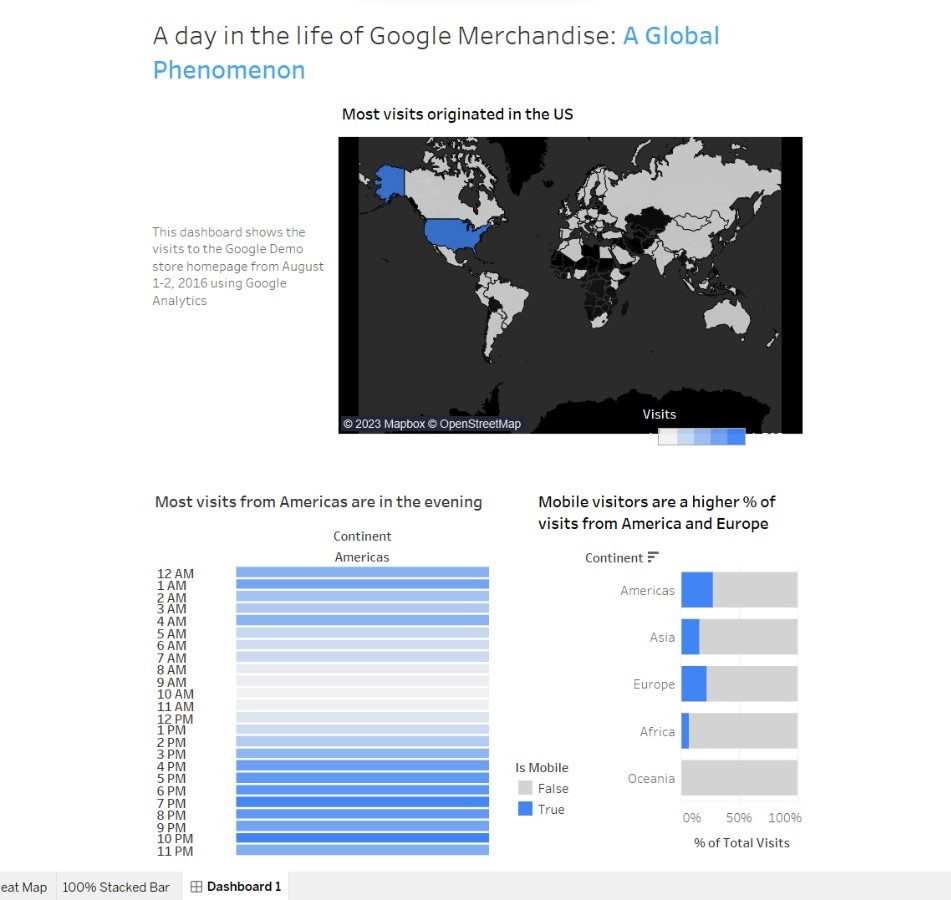 A day in the life of Google Merchandise: A Global
Phenomenon
Most visits originated in the US
This dashboard shows the
visits to the Google Demo
store homepage from August
1-2, 2016 using Google
Analytics
© 2023 Mapbox © OpenStreetMap
Visits
Most visits from Americas are in the evening
Continent
Americas
12 AM
1 AM
2 AM
3 AM
4 AM
5 AM
6 AM
7 AM
8 AM
9 AM
10 AM
11 AM
12 PM
1 PM
2 PM
3 PM
4 PM
5 PM
6 PM
7 PM
8 PM
9 PM
10 PM
11 PM
Is Mobile
False
True
Mobile visitors are a higher % of
visits from America and Europe
Continent
Americas
Asia
Europe
Africa
Oceania
0% 50% 100%
% of Total Visits
eat Map 100% Stacked Bar Dashboard 1